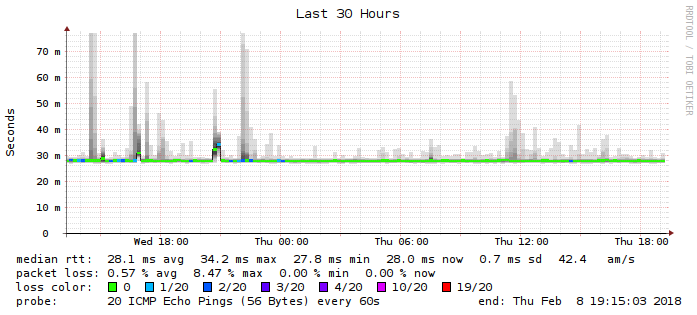 Last 30 Hours
RRDTOOL / TOBI OETIKER
Seconds
70 m
60 m
50 m
40 m
30 m
20 m
10 m
0
Wed 18:00 Thu 00:00 Thu 06:00 Thu 12:00 Thu 18:00
median rtt: 28.1 ms avg 34.2 ms max 27.8 ms min 28.0 ms now 0.7 ms sd 42.4 am/s
packet loss: 0.57 % avg 8.47 % max 0.00 % min 0.00 % now
loss color: 0 1/20 2/20 3/20 4/20 10/20 19/20
probe: 20 ICMP Echo Pings (56 Bytes) every 60s end: Thu Feb 8 19:15:03 2018